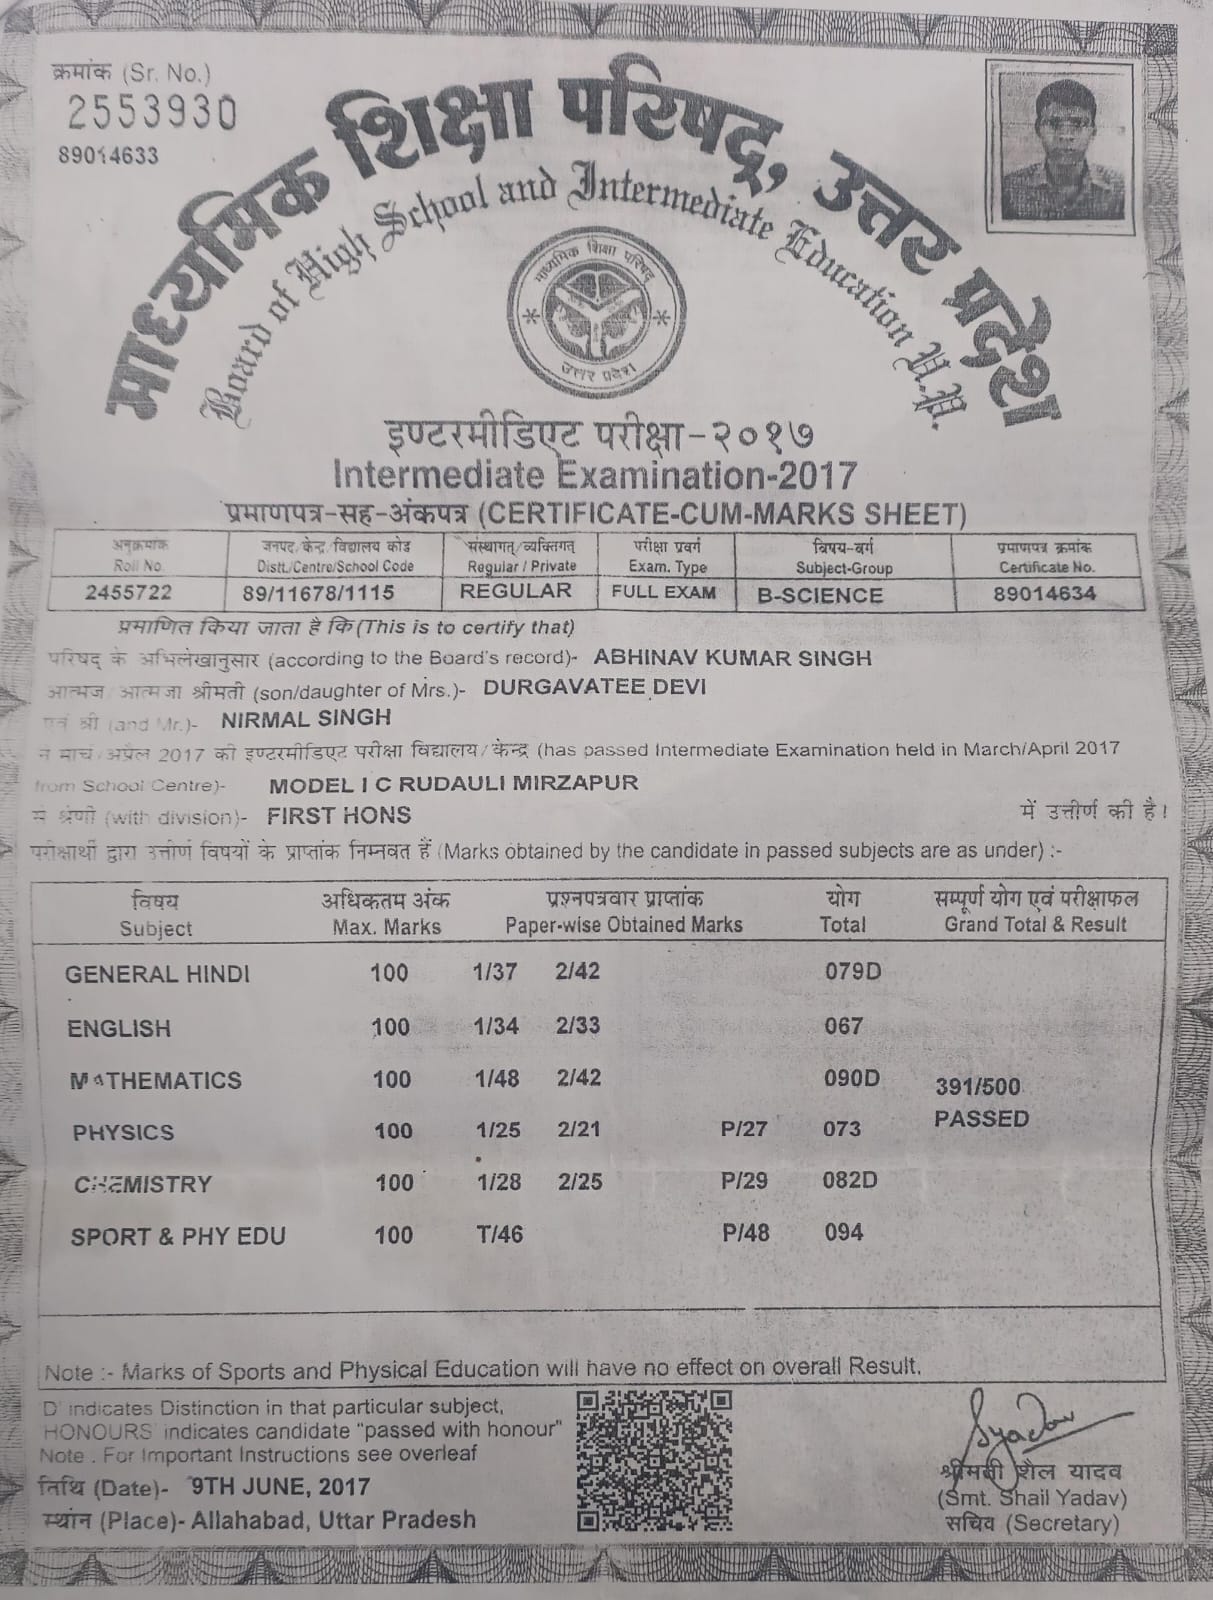 क्रमांक (Sr. No.)
2553930
89014633
माध्यमिक शिक्षा परिषद्, उत्तर प्रदेश
Board of High School and Intermediate Education U.P.
माध्यमिक शिक्षा परिषद्
उत्तर प्रदेश
इण्टरमीडिएट परीक्षा-२०१७
Intermediate Examination-2017
प्रमाणपत्र-सह-अंकपत्र (CERTIFICATE-CUM-MARKS SHEET)
अनुक्रमांक जनपद/केन्द्र/विद्यालय कोड संस्थागत्/व्यक्तिगत् परीक्षा प्रवर्ग विषय-वर्ग प्रमाणपत्र क्रमांक
Roll No. Distt./Centre/School Code Regular / Private Exam. Type Subject-Group Certificate No.
2455722 89/11678/1115 REGULAR FULL EXAM B-SCIENCE 89014634
प्रमाणित किया जाता है कि (This is to certify that)
परिषद् के अभिलेखानुसार (according to the Board's record)- ABHINAV KUMAR SINGH
आत्मज/आत्मजा श्रीमती (son/daughter of Mrs.)- DURGAVATEE DEVI
एवं श्री (and Mr.)- NIRMAL SINGH
ने मार्च/अप्रैल 2017 की इण्टरमीडिएट परीक्षा विद्यालय/केन्द्र (has passed Intermediate Examination held in March/April 2017
from School Centre)- MODEL I C RUDAULI MIRZAPUR
से श्रेणी (with division)- FIRST HONS में उत्तीर्ण की है।
परीक्षार्थी द्वारा उत्तीर्ण विषयों के प्राप्तांक निम्नवत हैं (Marks obtained by the candidate in passed subjects are as under) :-
विषय अधिकतम अंक प्रश्नपत्रवार प्राप्तांक योग सम्पूर्ण योग एवं परीक्षाफल
Subject Max. Marks Paper-wise Obtained Marks Total Grand Total & Result
GENERAL HINDI 100 1/37 2/42 079D
ENGLISH 100 1/34 2/33 067
MATHEMATICS 100 1/48 2/42 090D 391/500
PASSED
PHYSICS 100 1/25 2/21 P/27 073
CHEMISTRY 100 1/28 2/25 P/29 082D
SPORT & PHY EDU 100 T/46 P/48 094
Note :- Marks of Sports and Physical Education will have no effect on overall Result.
D' indicates Distinction in that particular subject,
HONOURS' indicates candidate "passed with honour"
Note . For Important Instructions see overleaf
तिथि (Date)- 9TH JUNE, 2017
स्थान (Place)- Allahabad, Uttar Pradesh
Syadav
श्रीमती शैल यादव
(Smt. Shail Yadav)
सचिव (Secretary)